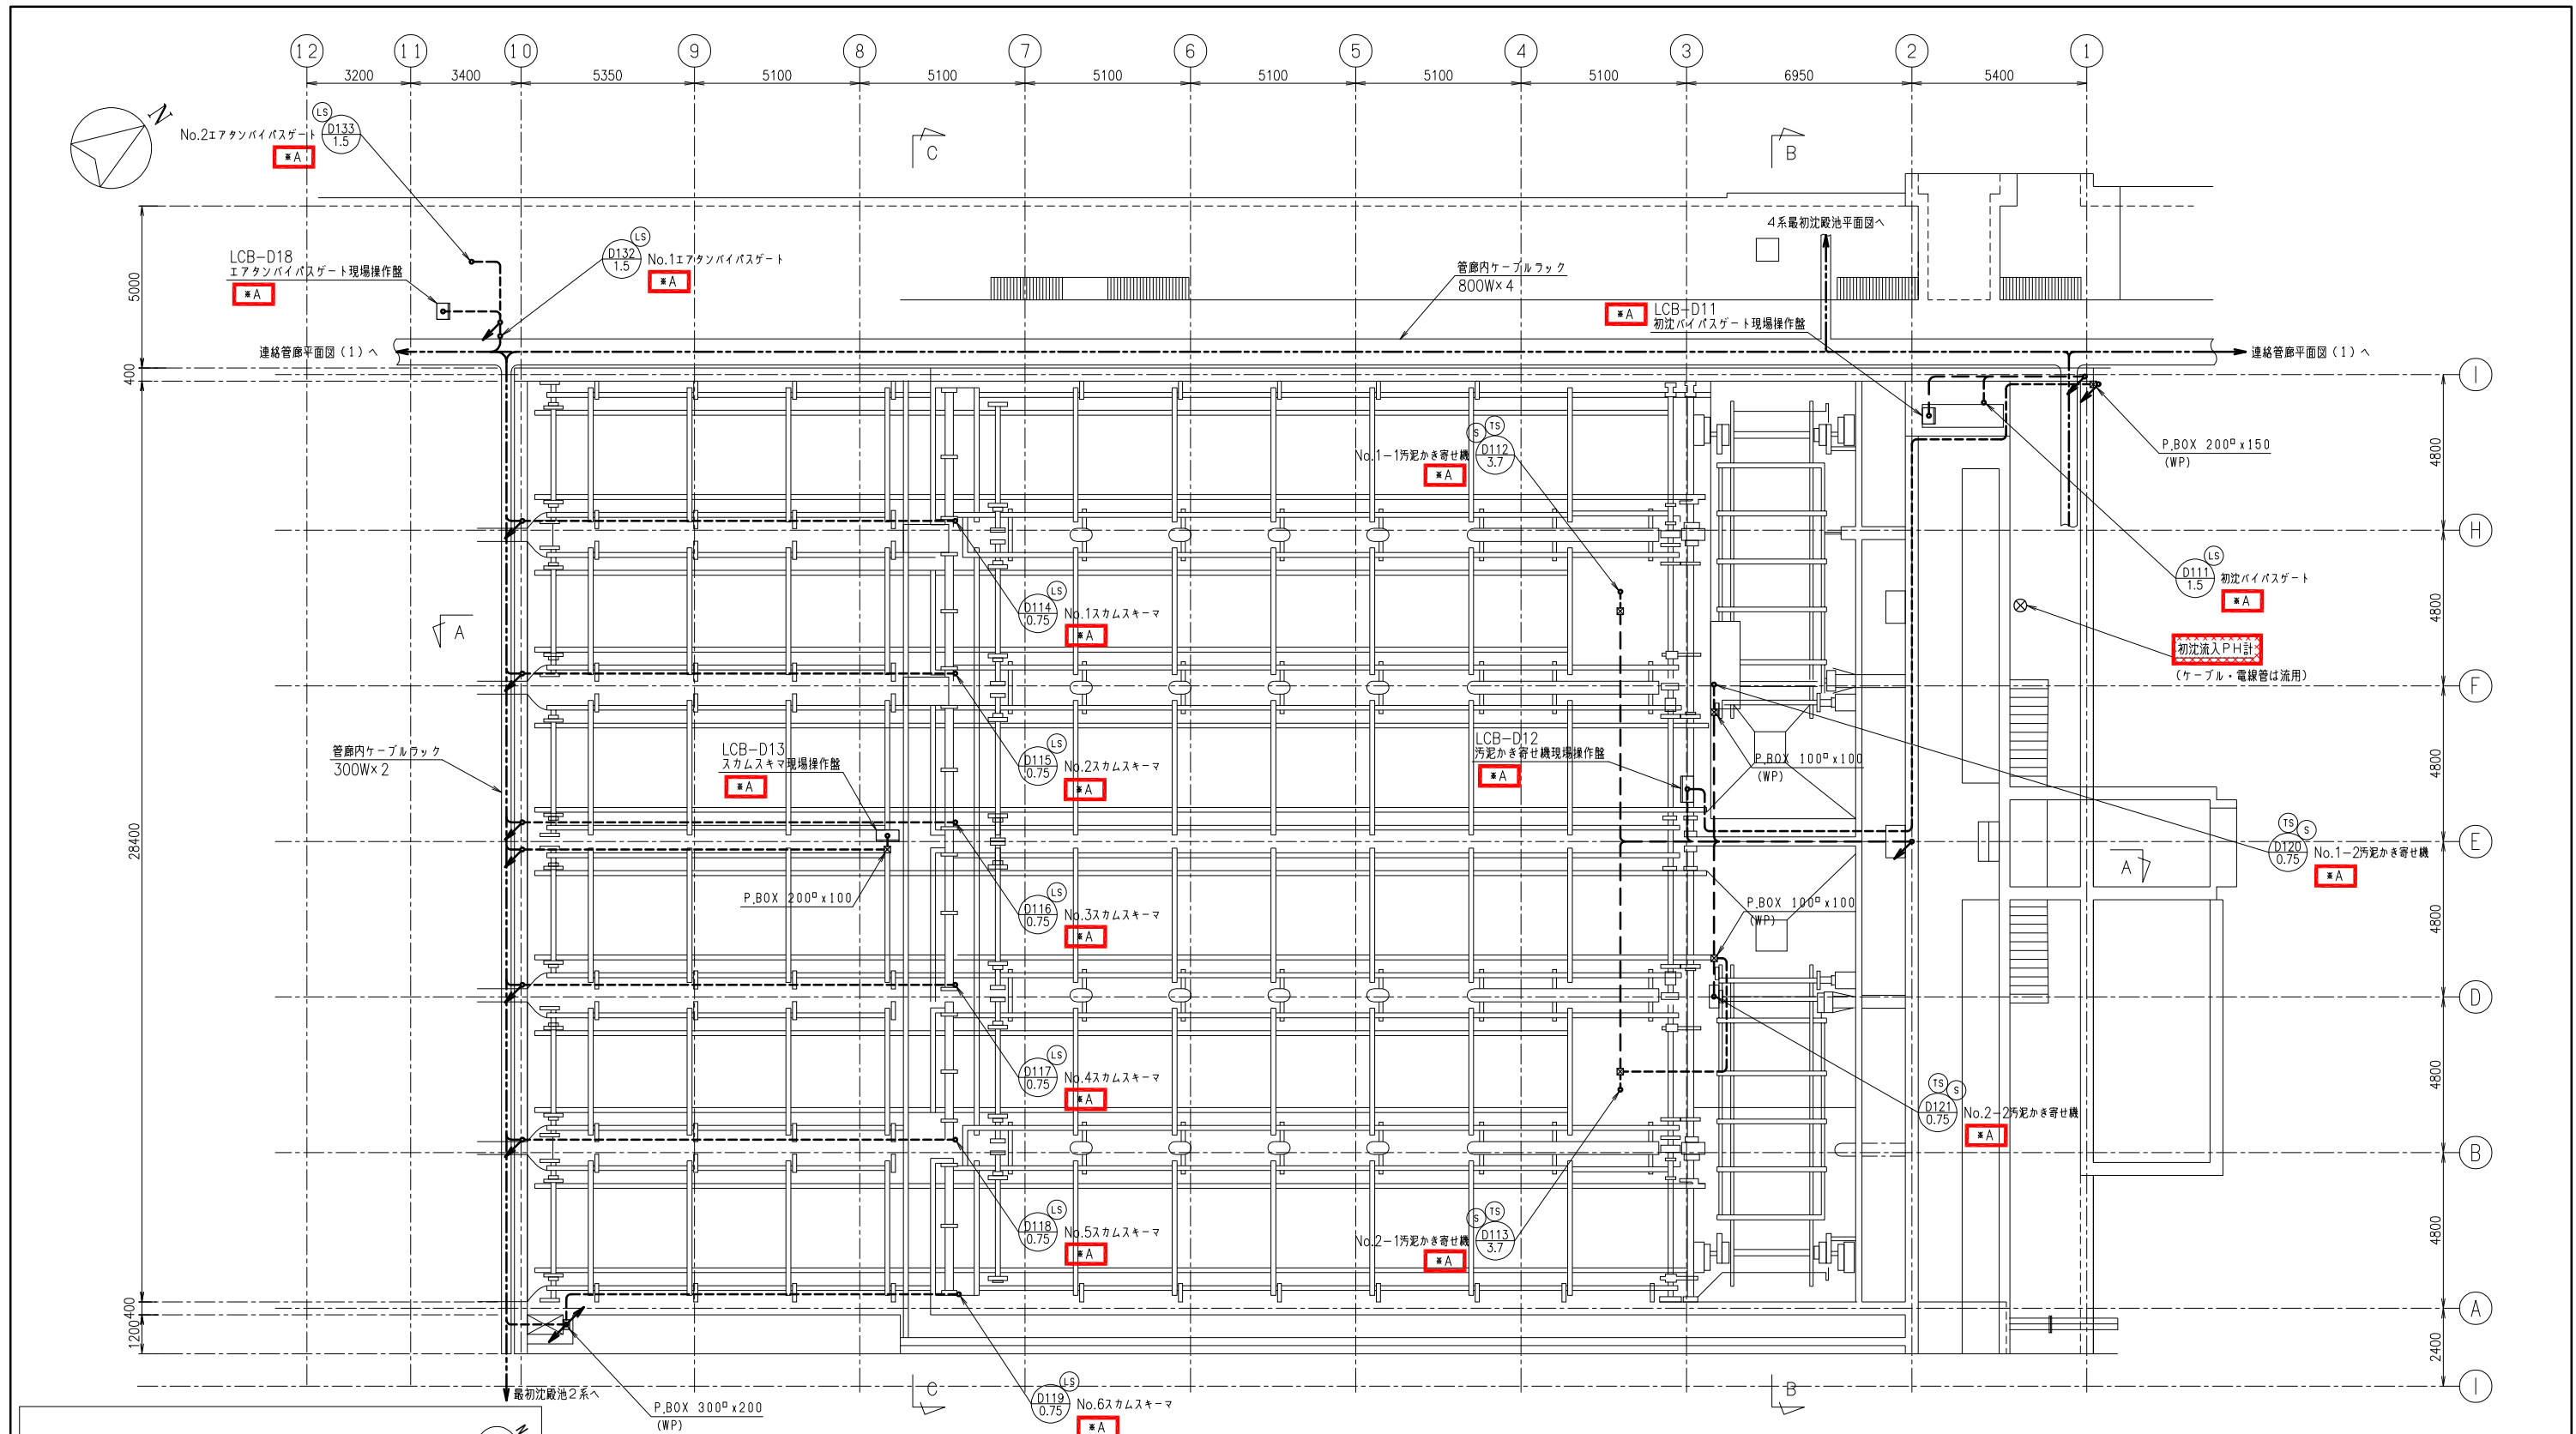 12 11 10 9 8 7 6 5 4 3 2 1
3200 3400 5350 5100 5100 5100 5100 5100 5100 6950 5400
N
LS
D133
1.5
No.2エアタンバイパスゲート
※A
C
B
LCB-D18
エアタンバイパスゲート現場操作盤
※A
LS
D132
1.5
No.1エアタンバイパスゲート
※A
4系最初沈殿池平面図へ
管廊内ケーブルラック
800W×4
※A
LCB-D11
初沈バイパスゲート現場操作盤
5000
連絡管廊平面図(1)へ
連絡管廊平面図(1)へ
400
I
P.BOX 200□x150
(WP)
4800
S TS
D112
3.7
No.1-1汚泥かき寄せ機
※A
H
LS
D111
1.5
初沈バイパスゲート
※A
LS
D114
0.75
No.1スカムスキーマ
※A
4800
A
初沈流入PH計
(ケーブル・電線管は流用)
F
管廊内ケーブルラック
300W×2
LCB-D13
スカムスキマ現場操作盤
※A
LS
D115
0.75
No.2スカムスキーマ
※A
LCB-D12
汚泥かき寄せ機現場操作盤
※A
P.BOX 100□x100
(WP)
4800
28400
E
TS S
D120
0.75
No.1-2汚泥かき寄せ機
※A
A
P.BOX 200□x100
LS
D116
0.75
No.3スカムスキーマ
※A
P.BOX 100□x100
(WP)
4800
D
LS
D117
0.75
No.4スカムスキーマ
※A
4800
TS S
D121
0.75
No.2-2汚泥かき寄せ機
※A
B
LS
D118
0.75
No.5スカムスキーマ
※A
S TS
D113
3.7
No.2-1汚泥かき寄せ機
※A
4800
400
A
1200
2400
最初沈殿池2系へ
P.BOX 300□x200
(WP)
C
LS
D119
0.75
No.6スカムスキーマ
※A
B
I
N